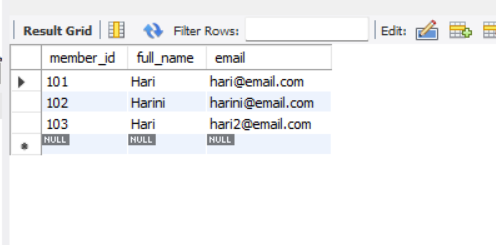 Result Grid Filter Rows: Edit:
member_id full_name email
101 Hari hari@email.com
102 Harini harini@email.com
103 Hari hari2@email.com
NULL NULL NULL